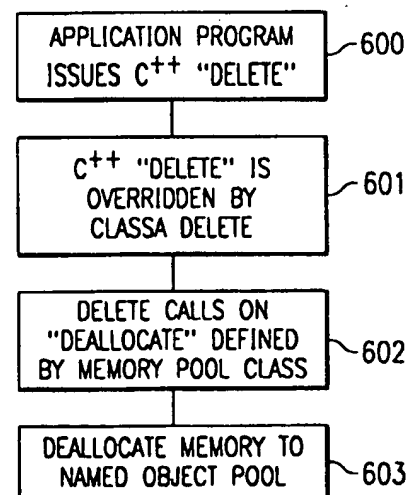 APPLICATION PROGRAM
ISSUES C++ "DELETE"
600
C++ "DELETE" IS
OVERRIDDEN BY
CLASSA DELETE
601
DELETE CALLS ON
"DEALLOCATE" DEFINED
BY MEMORY POOL CLASS
602
DEALLOCATE MEMORY TO
NAMED OBJECT POOL
603